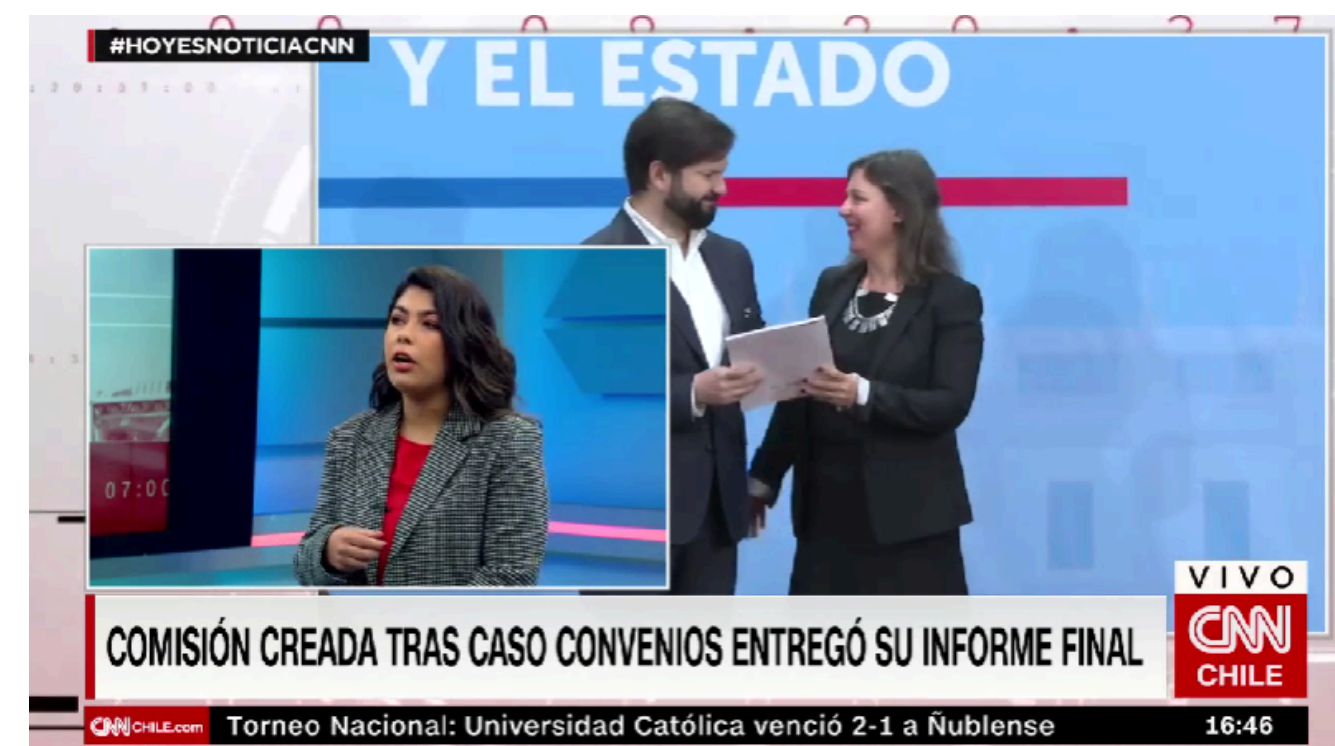 #HOYESNOTICIACNN
Y EL ESTADO
07:00
COMISIÓN CREADA TRAS CASO CONVENIOS ENTREGÓ SU INFORME FINAL
VIVO
CNN
CHILE
CNNCHILE.com
Torneo Nacional: Universidad Católica venció 2-1 a Ñublense
16:46